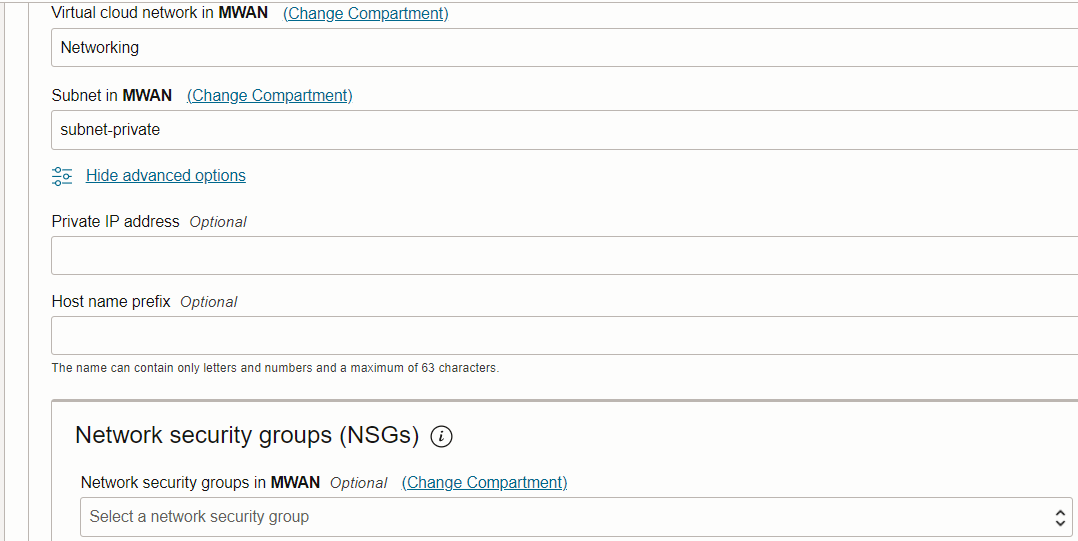 Virtual cloud network in MWAN (Change Compartment)
Networking
Subnet in MWAN (Change Compartment)
subnet-private
Hide advanced options
Private IP address Optional
Host name prefix Optional
The name can contain only letters and numbers and a maximum of 63 characters.
Network security groups (NSGs) i
Network security groups in MWAN Optional (Change Compartment)
Select a network security group